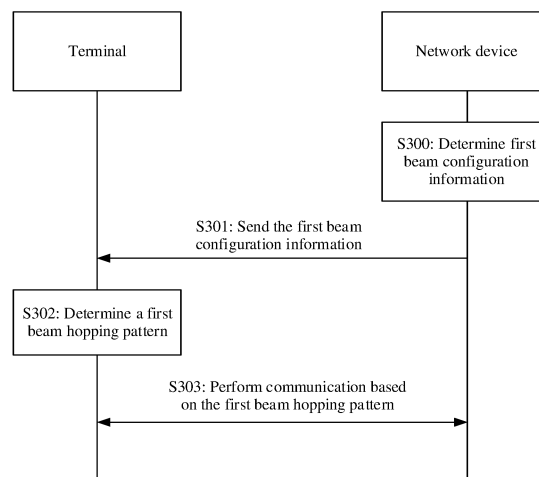 Terminal
Network device
S300: Determine first
beam configuration
information
S301: Send the first beam
configuration information
S302: Determine a first
beam hopping pattern
S303: Perform communication based
on the first beam hopping pattern